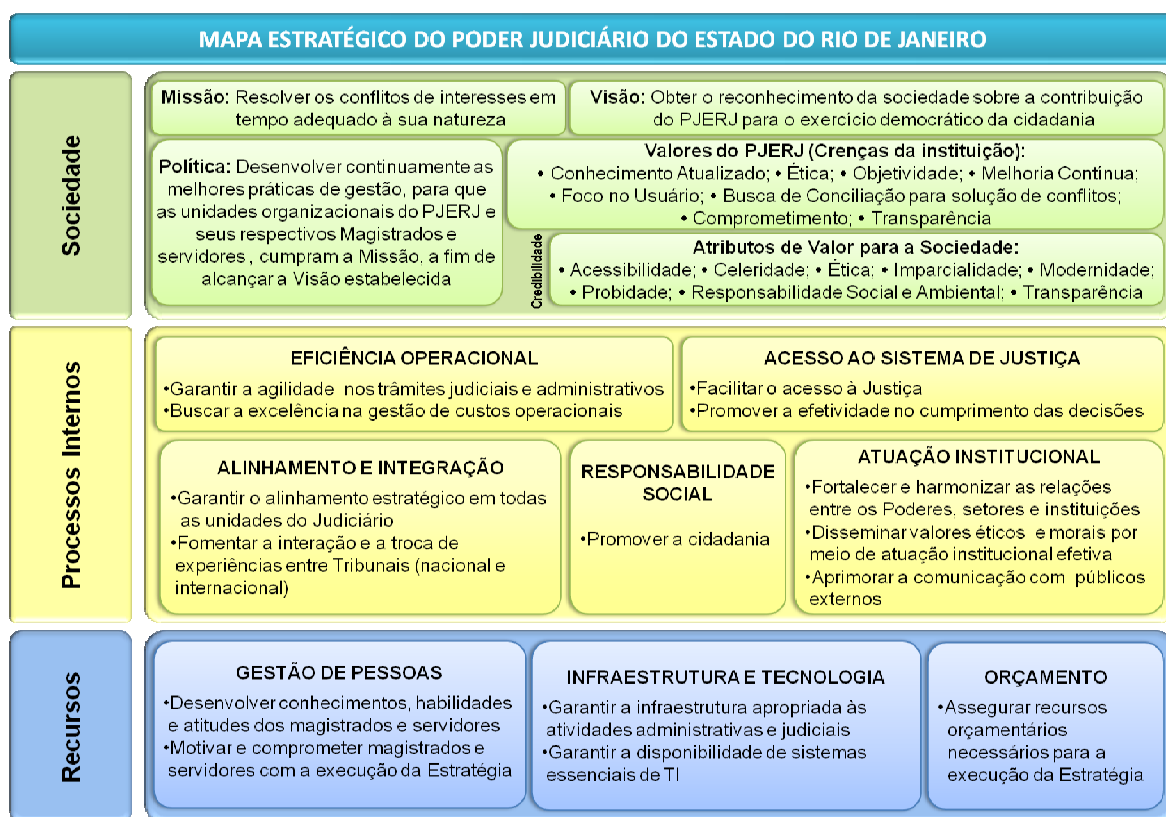 MAPA ESTRATÉGICO DO PODER JUDICIÁRIO DO ESTADO DO RIO DE JANEIRO
Sociedade
Missão: Resolver os conflitos de interesses em
tempo adequado à sua natureza
Visão: Obter o reconhecimento da sociedade sobre a contribuição
do PJERJ para o exercício democrático da cidadania
Política: Desenvolver continuamente as
melhores práticas de gestão, para que
as unidades organizacionais do PJERJ e
seus respectivos Magistrados e
servidores , cumpram a Missão, a fim de
alcançar a Visão estabelecida
Valores do PJERJ (Crenças da instituição):
• Conhecimento Atualizado; • Ética; • Objetividade; • Melhoria Continua;
• Foco no Usuário; • Busca de Conciliação para solução de conflitos;
• Comprometimento; • Transparência
Credibilidade
Atributos de Valor para a Sociedade:
• Acessibilidade; • Celeridade; • Ética; • Imparcialidade; • Modernidade;
• Probidade; • Responsabilidade Social e Ambiental; • Transparência
Processos Internos
EFICIÊNCIA OPERACIONAL
•Garantir a agilidade nos trâmites judiciais e administrativos
•Buscar a excelência na gestão de custos operacionais
ACESSO AO SISTEMA DE JUSTIÇA
•Facilitar o acesso à Justiça
•Promover a efetividade no cumprimento das decisões
ALINHAMENTO E INTEGRAÇÃO
•Garantir o alinhamento estratégico em todas
as unidades do Judiciário
•Fomentar a interação e a troca de
experiências entre Tribunais (nacional e
internacional)
RESPONSABILIDADE
SOCIAL
•Promover a cidadania
ATUAÇÃO INSTITUCIONAL
•Fortalecer e harmonizar as relações
entre os Poderes, setores e instituições
•Disseminar valores éticos e morais por
meio de atuação institucional efetiva
•Aprimorar a comunicação com públicos
externos
Recursos
GESTÃO DE PESSOAS
•Desenvolver conhecimentos, habilidades
e atitudes dos magistrados e servidores
•Motivar e comprometer magistrados e
servidores com a execução da Estratégia
INFRAESTRUTURA E TECNOLOGIA
•Garantir a infraestrutura apropriada às
atividades administrativas e judiciais
•Garantir a disponibilidade de sistemas
essenciais de TI
ORÇAMENTO
•Assegurar recursos
orçamentários
necessários para a
execução da Estratégia